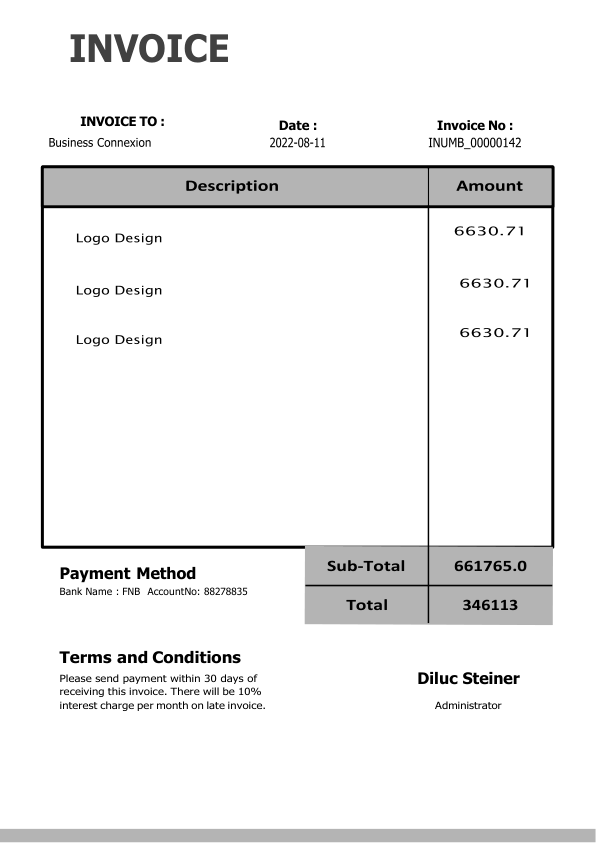 INVOICE
INVOICE TO :
Date :
Invoice No :
Business Connexion
2022-08-11
INUMB_00000142
Description
Amount
Logo Design
6630.71
Logo Design
6630.71
Logo Design
6630.71
Sub-Total
661765.0
Payment Method
Bank Name : FNB AccountNo: 88278835
Total
346113
Terms and Conditions
Please send payment within 30 days of
receiving this invoice. There will be 10%
interest charge per month on late invoice.
Diluc Steiner
Administrator